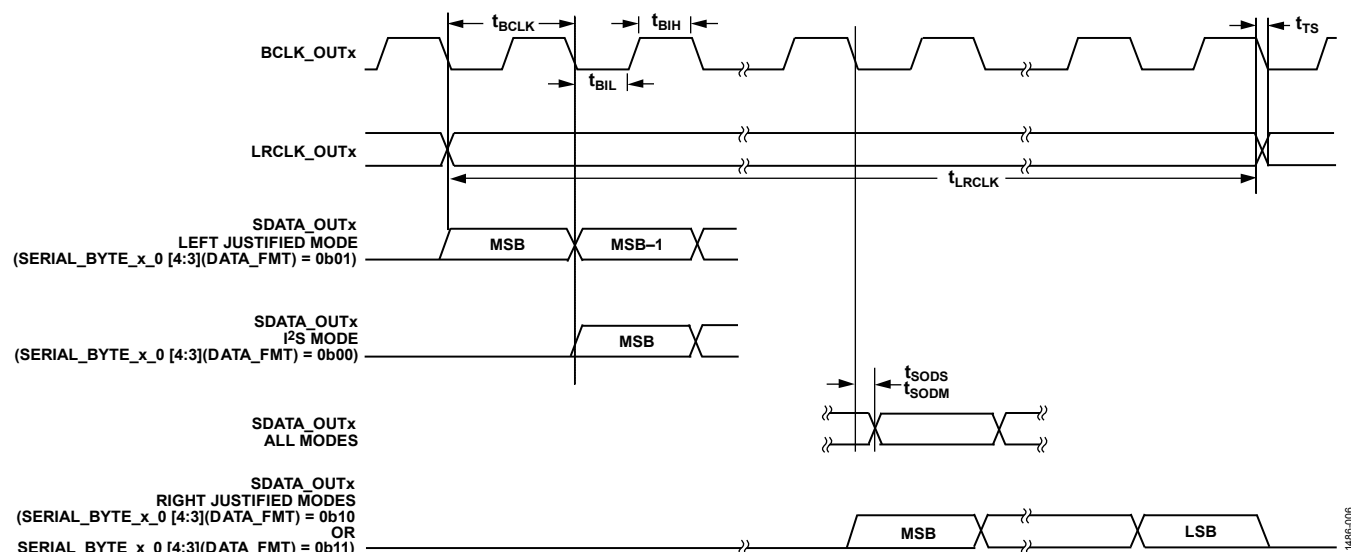 tBCLK
tBIH
tTS
BCLK_OUTx
tBIL
LRCLK_OUTx
tLRCLK
SDATA_OUTx
LEFT JUSTIFIED MODE
(SERIAL_BYTE_x_0 [4:3](DATA_FMT) = 0b01)
MSB
MSB–1
SDATA_OUTx
I2S MODE
(SERIAL_BYTE_x_0 [4:3](DATA_FMT) = 0b00)
MSB
tSODS
tSODM
SDATA_OUTx
ALL MODES
SDATA_OUTx
RIGHT JUSTIFIED MODES
(SERIAL_BYTE_x_0 [4:3](DATA_FMT) = 0b10
OR
SERIAL_BYTE_x_0 [4:3](DATA_FMT) = 0b11)
MSB
LSB